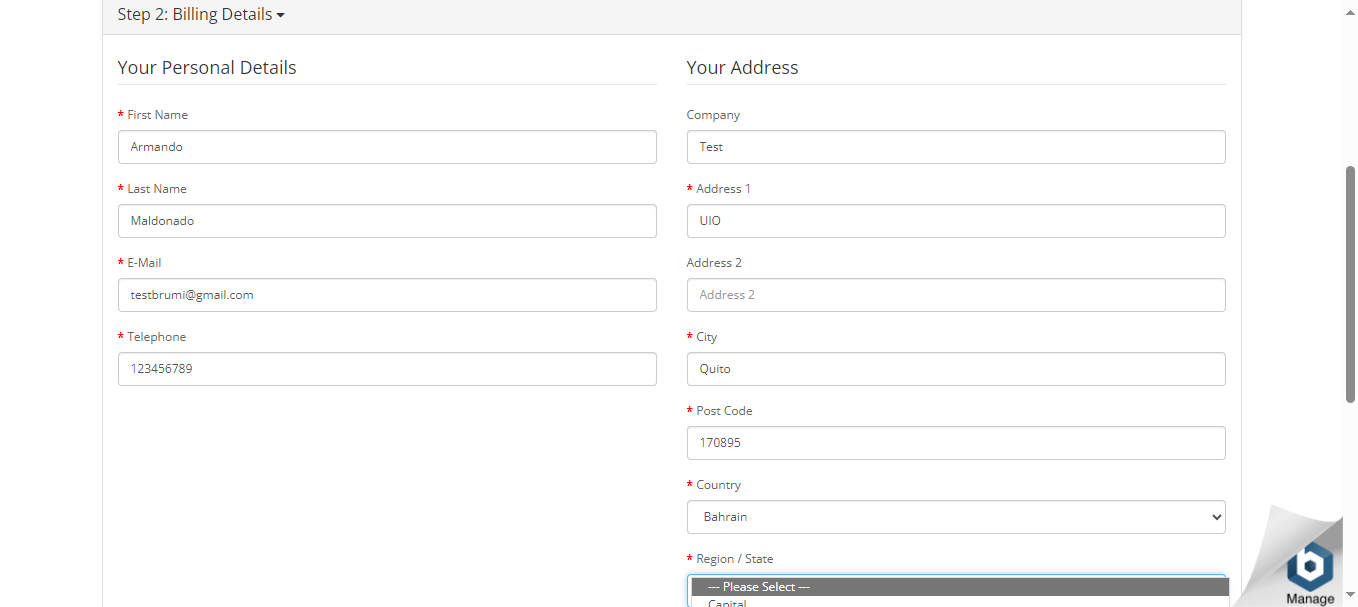 Step 2: Billing Details
Your Personal Details
* First Name
Armando
* Last Name
Maldonado
* E-Mail
testbrumi@gmail.com
* Telephone
123456789
Your Address
Company
Test
* Address 1
UIO
Address 2
Address 2
* City
Quito
* Post Code
170895
* Country
Bahrain
* Region / State
--- Please Select ---
Capital
b
Manage